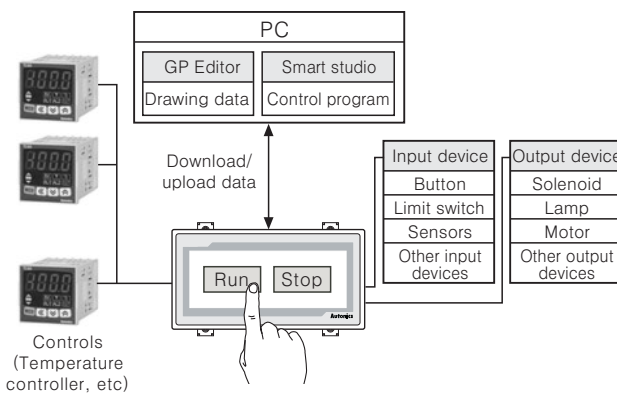 PC
GP Editor
Smart studio
Drawing data
Control program
Download/
upload data
Input device
Button
Limit switch
Sensors
Other input
devices
Output device
Solenoid
Lamp
Motor
Other output
devices
Run
Stop
Autonics
Controls
(Temperature
controller, etc)